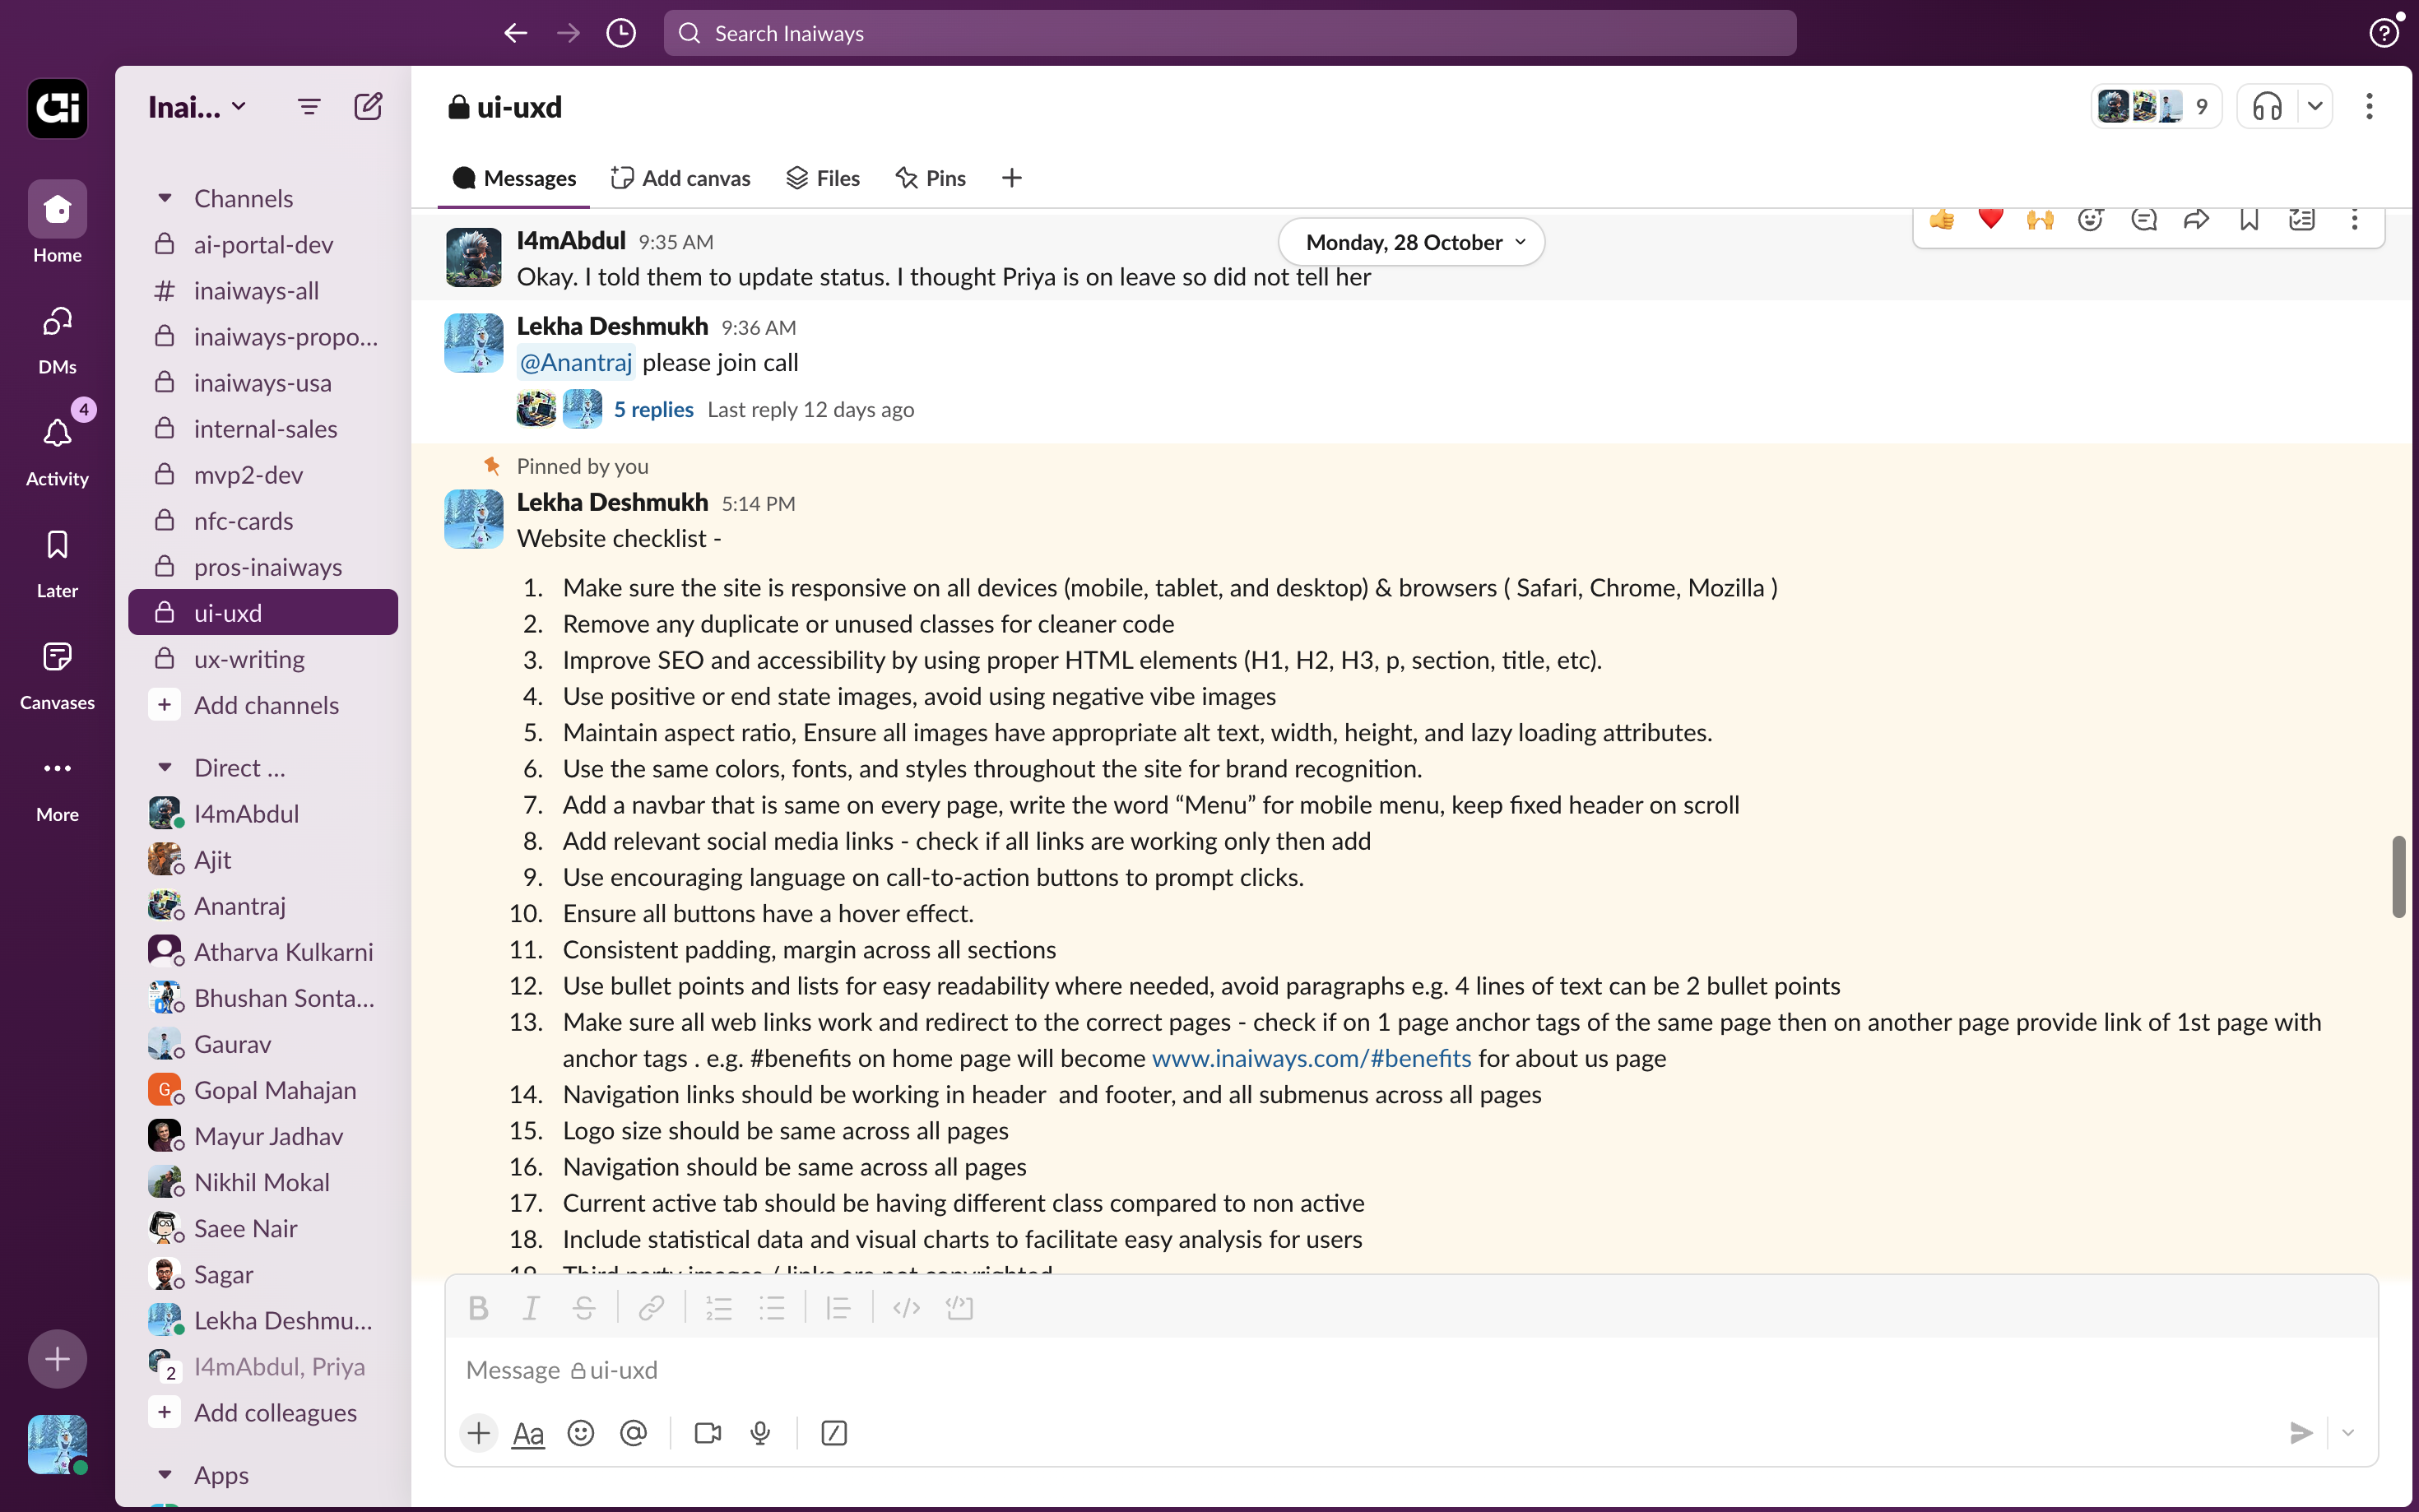 Search Inaiways
Inai...
Home
DMs
4
Activity
Later
Canvases
More
Channels
ai-portal-dev
inaiways-all
inaiways-propo...
inaiways-usa
internal-sales
mvp2-dev
nfc-cards
pros-inaiways
ui-uxd
ux-writing
Add channels
Direct ...
I4mAbdul
Ajit
Anantraj
Atharva Kulkarni
Bhushan Sonta...
Gaurav
G
Gopal Mahajan
Mayur Jadhav
Nikhil Mokal
Saee Nair
Sagar
Lekha Deshmu...
2 I4mAbdul, Priya
Add colleagues
Apps
ui-uxd
9
Messages
Add canvas
Files
Pins
Monday, 28 October
I4mAbdul 9:35 AM
Okay. I told them to update status. I thought Priya is on leave so did not tell her
Lekha Deshmukh 9:36 AM
@Anantraj please join call
5 replies Last reply 12 days ago
Pinned by you
Lekha Deshmukh 5:14 PM
Website checklist -
1. Make sure the site is responsive on all devices (mobile, tablet, and desktop) & browsers ( Safari, Chrome, Mozilla )
2. Remove any duplicate or unused classes for cleaner code
3. Improve SEO and accessibility by using proper HTML elements (H1, H2, H3, p, section, title, etc).
4. Use positive or end state images, avoid using negative vibe images
5. Maintain aspect ratio, Ensure all images have appropriate alt text, width, height, and lazy loading attributes.
6. Use the same colors, fonts, and styles throughout the site for brand recognition.
7. Add a navbar that is same on every page, write the word “Menu” for mobile menu, keep fixed header on scroll
8. Add relevant social media links - check if all links are working only then add
9. Use encouraging language on call-to-action buttons to prompt clicks.
10. Ensure all buttons have a hover effect.
11. Consistent padding, margin across all sections
12. Use bullet points and lists for easy readability where needed, avoid paragraphs e.g. 4 lines of text can be 2 bullet points
13. Make sure all web links work and redirect to the correct pages - check if on 1 page anchor tags of the same page then on another page provide link of 1st page with
anchor tags . e.g. #benefits on home page will become www.inaiways.com/#benefits for about us page
14. Navigation links should be working in header  and footer, and all submenus across all pages
15. Logo size should be same across all pages
16. Navigation should be same across all pages
17. Current active tab should be having different class compared to non active
18. Include statistical data and visual charts to facilitate easy analysis for users
19. Third party images / links are not copyrighted
Message ui-uxd
Aa